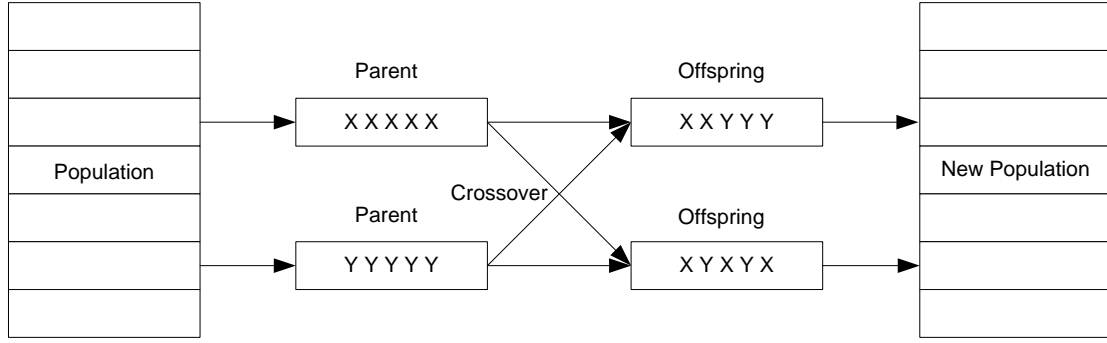 Parent
Offspring
X X X X X
X X Y Y Y
Population
New Population
Crossover
Parent
Offspring
Y Y Y Y Y
X Y X Y X